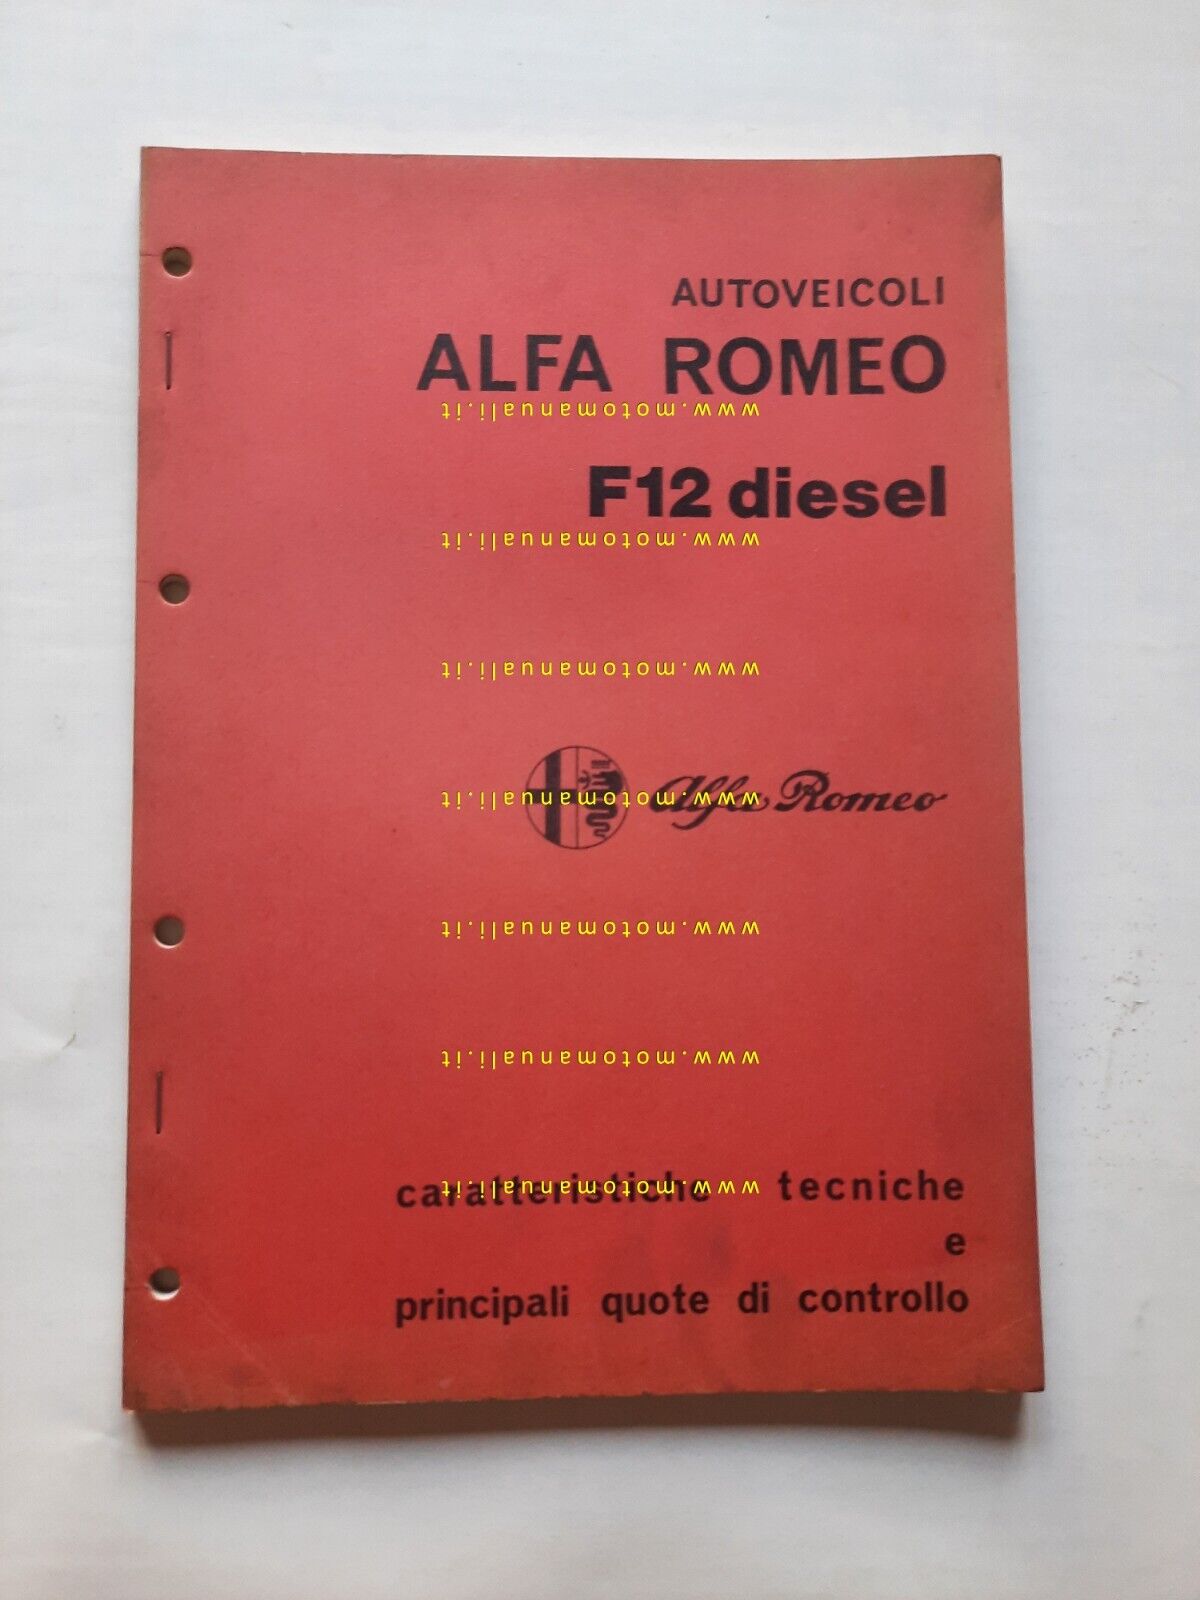 AUTOVEICOLI
ALFA ROMEO
www.motomanuali.it
F12 diesel
www.motomanuali.it
www.motomanuali.it
Alfa Romeo
www.motomanuali.it
www.motomanuali.it
www.motomanuali.it
caratteristiche tecniche
www.motomanuali.it
e
principali quote di controllo